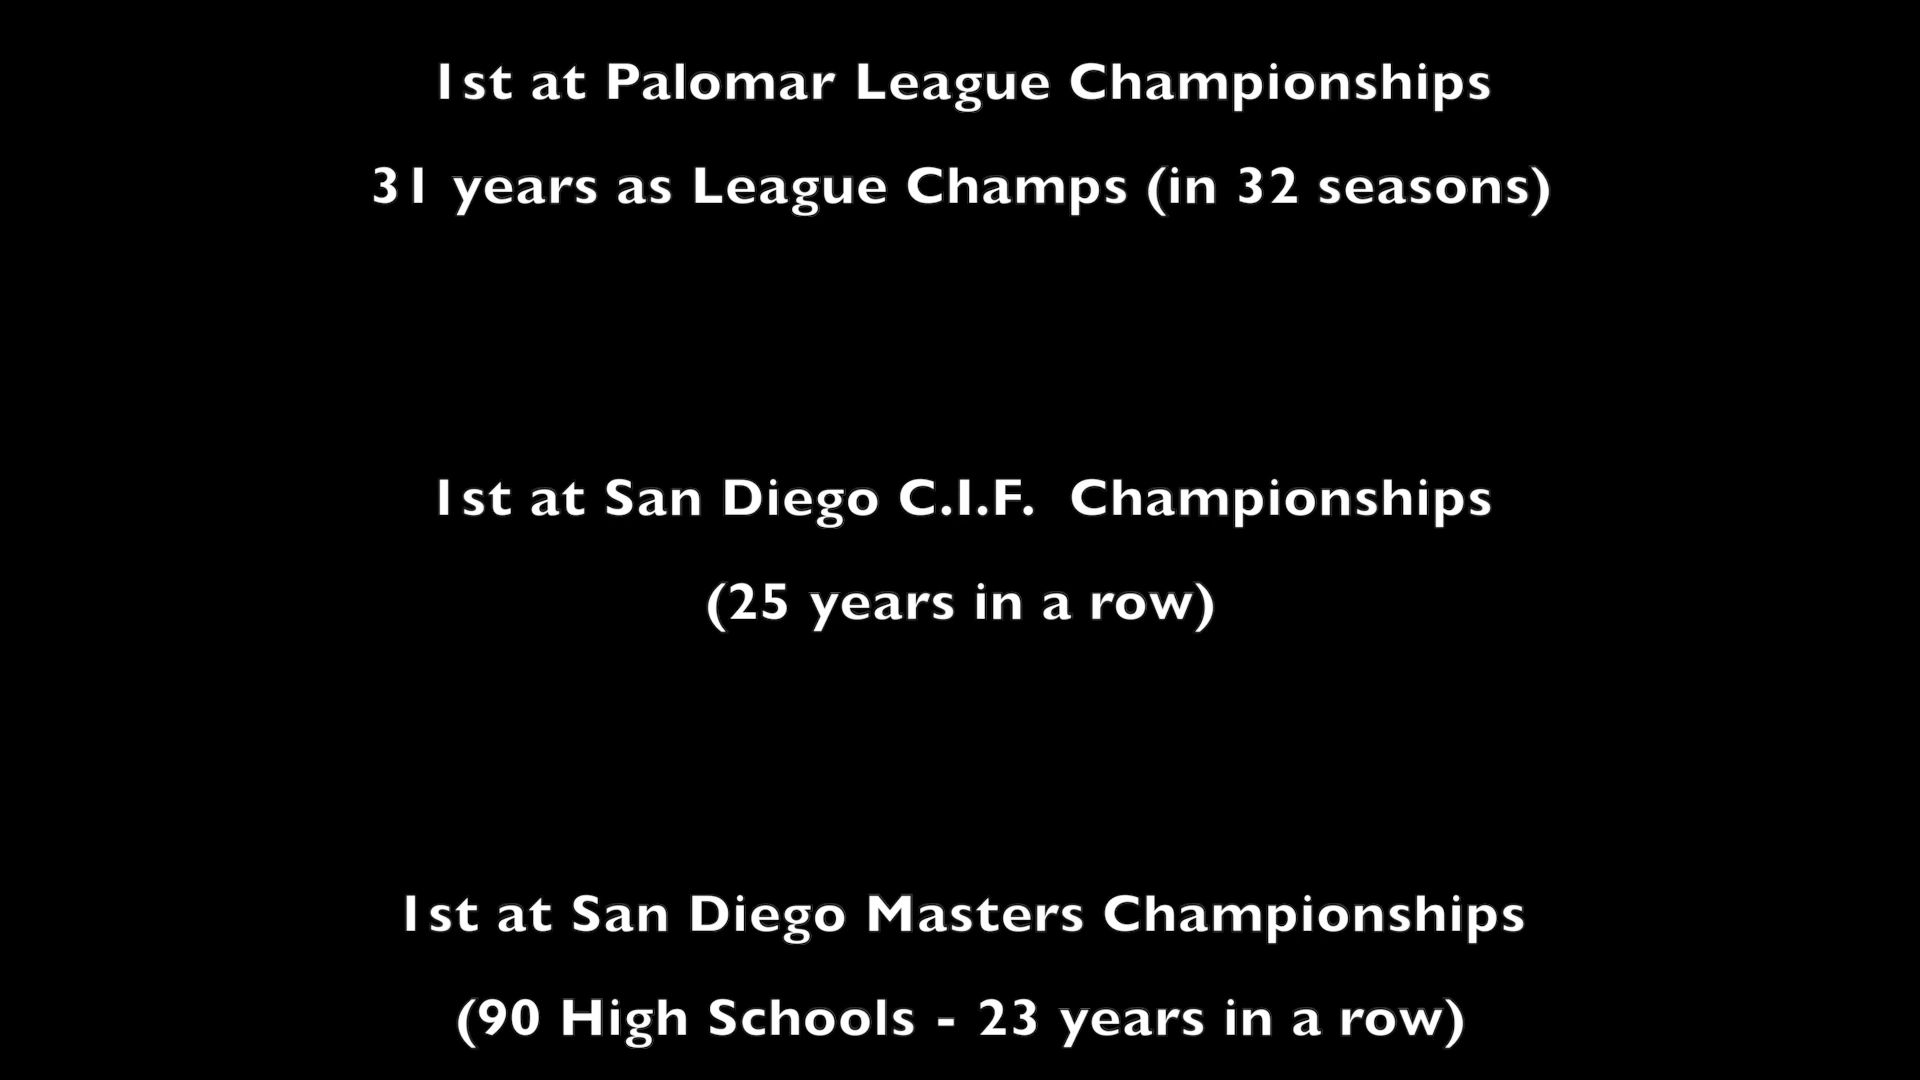 1st at Palomar League Championships
31 years as League Champs (in 32 seasons)
1st at San Diego C.I.F.  Championships
(25 years in a row)
1st at San Diego Masters Championships
(90 High Schools - 23 years in a row)